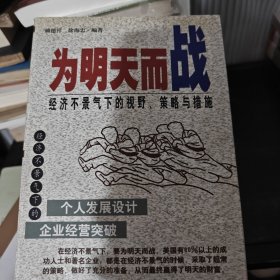 编著
为明天而战
经济不景气下的视野、策略与措施
经济不景气下的
个人发展设计
企业经营突破
在经济不景气下，要为明天而战。美国有80%以上的成
功人士和著名企业，都是在经济不景气的时候，采取了超常
的策略，做好了充分的准备，从而最终赢得了明天的财富。